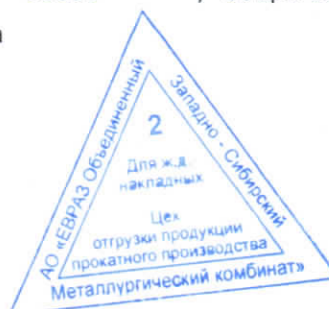 АО «ЕВРАЗ Объединенный
Западно - Сибирский
Металлургический комбинат»
2
Для ж.д.
накладных
Цех
отгрузки продукции
прокатного производства